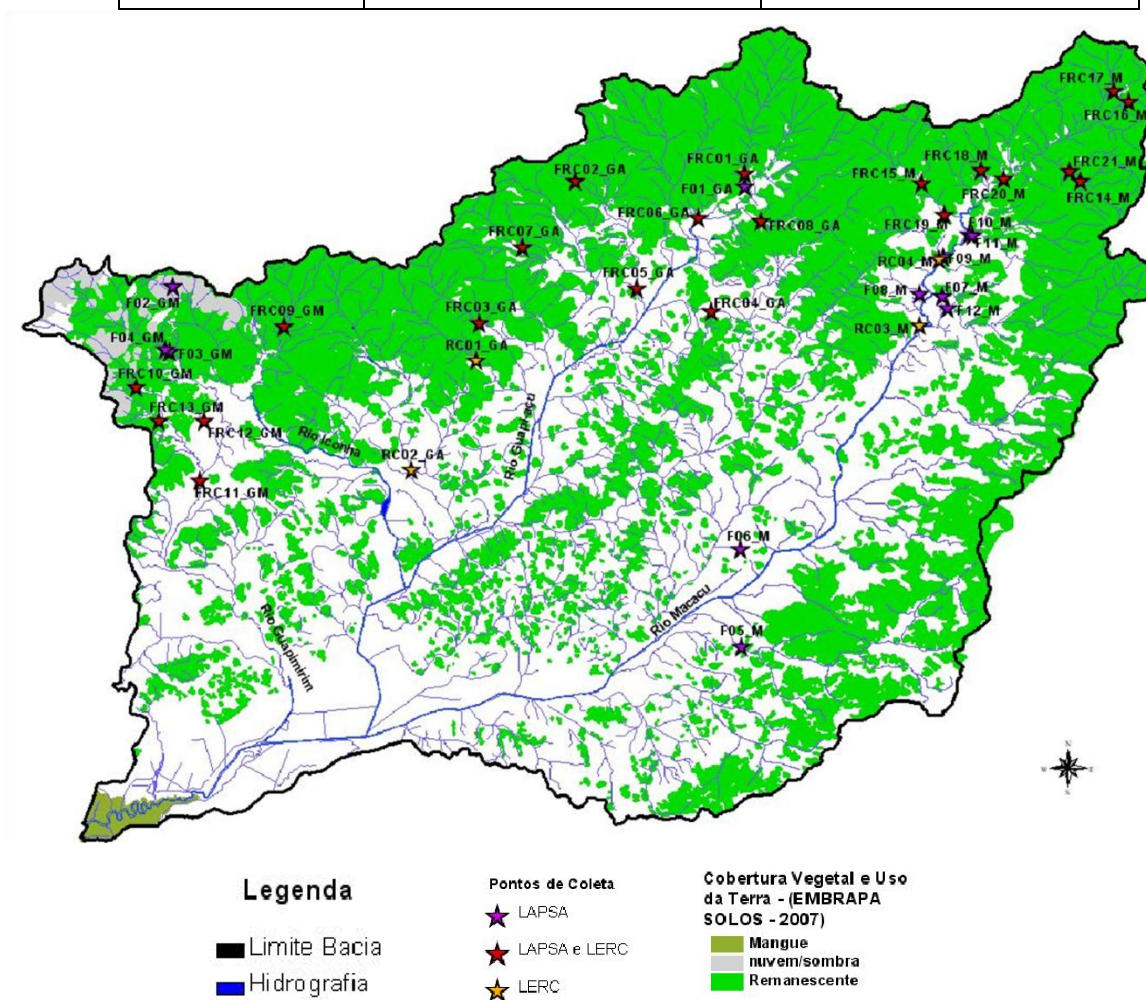 FRC17_M
FRC16_M
FRC01_GA
FRC18_M
FRC21_M
FRC02_GA
F01_GA
FRC15_M
FRC20_M
FRC14_M
FRC06_GA
FRC08_GA
FRC19_M
F10_M
F11_M
FRC07_GA
RC04_M
F09_M
FRC05_GA
F02_GM
F08_M
F07_M
FRC09_GM
FRC03_GA
FRC04_GA
F12_M
F04_GM
F03_GM
RC01_GA
RC03_M
FRC10_GM
FRC13_GM
FRC12_GM
Rio Iconha
RC02_GA
Rio Guapiaçu
FRC11_GM
F06_M
Rio Macacu
F05_M
Rio Guapimirim
N
W
E
S
Legenda
Limite Bacia
Hidrografia
Pontos de Coleta
LAPSA
LAPSA e LERC
LERC
Cobertura Vegetal e Uso
da Terra - (EMBRAPA
SOLOS - 2007)
Mangue
nuvem/sombra
Remanescente